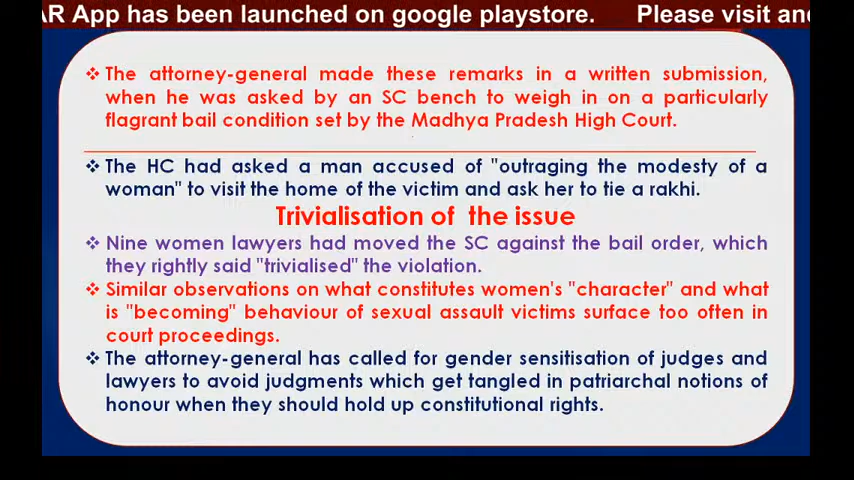 AR App has been launched on google playstore. Please visit and
❖ The attorney-general made these remarks in a written submission,
when he was asked by an SC bench to weigh in on a particularly
flagrant bail condition set by the Madhya Pradesh High Court.
❖ The HC had asked a man accused of "outraging the modesty of a
woman" to visit the home of the victim and ask her to tie a rakhi.
Trivialisation of the issue
❖ Nine women lawyers had moved the SC against the bail order, which
they rightly said "trivialised" the violation.
❖ Similar observations on what constitutes women's "character" and what
is "becoming" behaviour of sexual assault victims surface too often in
court proceedings.
❖ The attorney-general has called for gender sensitisation of judges and
lawyers to avoid judgments which get tangled in patriarchal notions of
honour when they should hold up constitutional rights.